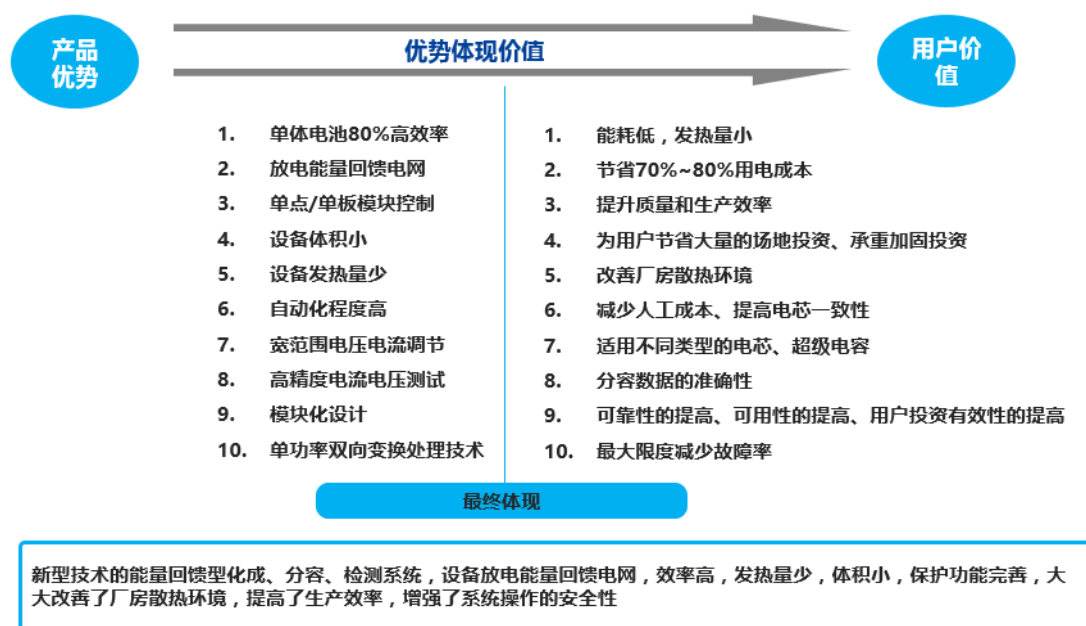 产品
优势
优势体现价值
用户价
值
1. 单体电池80%高效率
2. 放电能量回馈电网
3. 单点/单板模块控制
4. 设备体积小
5. 设备发热量少
6. 自动化程度高
7. 宽范围电压电流调节
8. 高精度电流电压测试
9. 模块化设计
10. 单功率双向变换处理技术
1. 能耗低，发热量小
2. 节省70%~80%用电成本
3. 提升质量和生产效率
4. 为用户节省大量的场地投资、承重加固投资
5. 改善厂房散热环境
6. 减少人工成本、提高电芯一致性
7. 适用不同类型的电芯、超级电容
8. 分容数据的准确性
9. 可靠性的提高、可用性的提高、用户投资有效性的提高
10. 最大限度减少故障率
最终体现
新型技术的能量回馈型化成、分容、检测系统，设备放电能量回馈电网，效率高，发热量少，体积小，保护功能完善，大
大改善了厂房散热环境，提高了生产效率，增强了系统操作的安全性